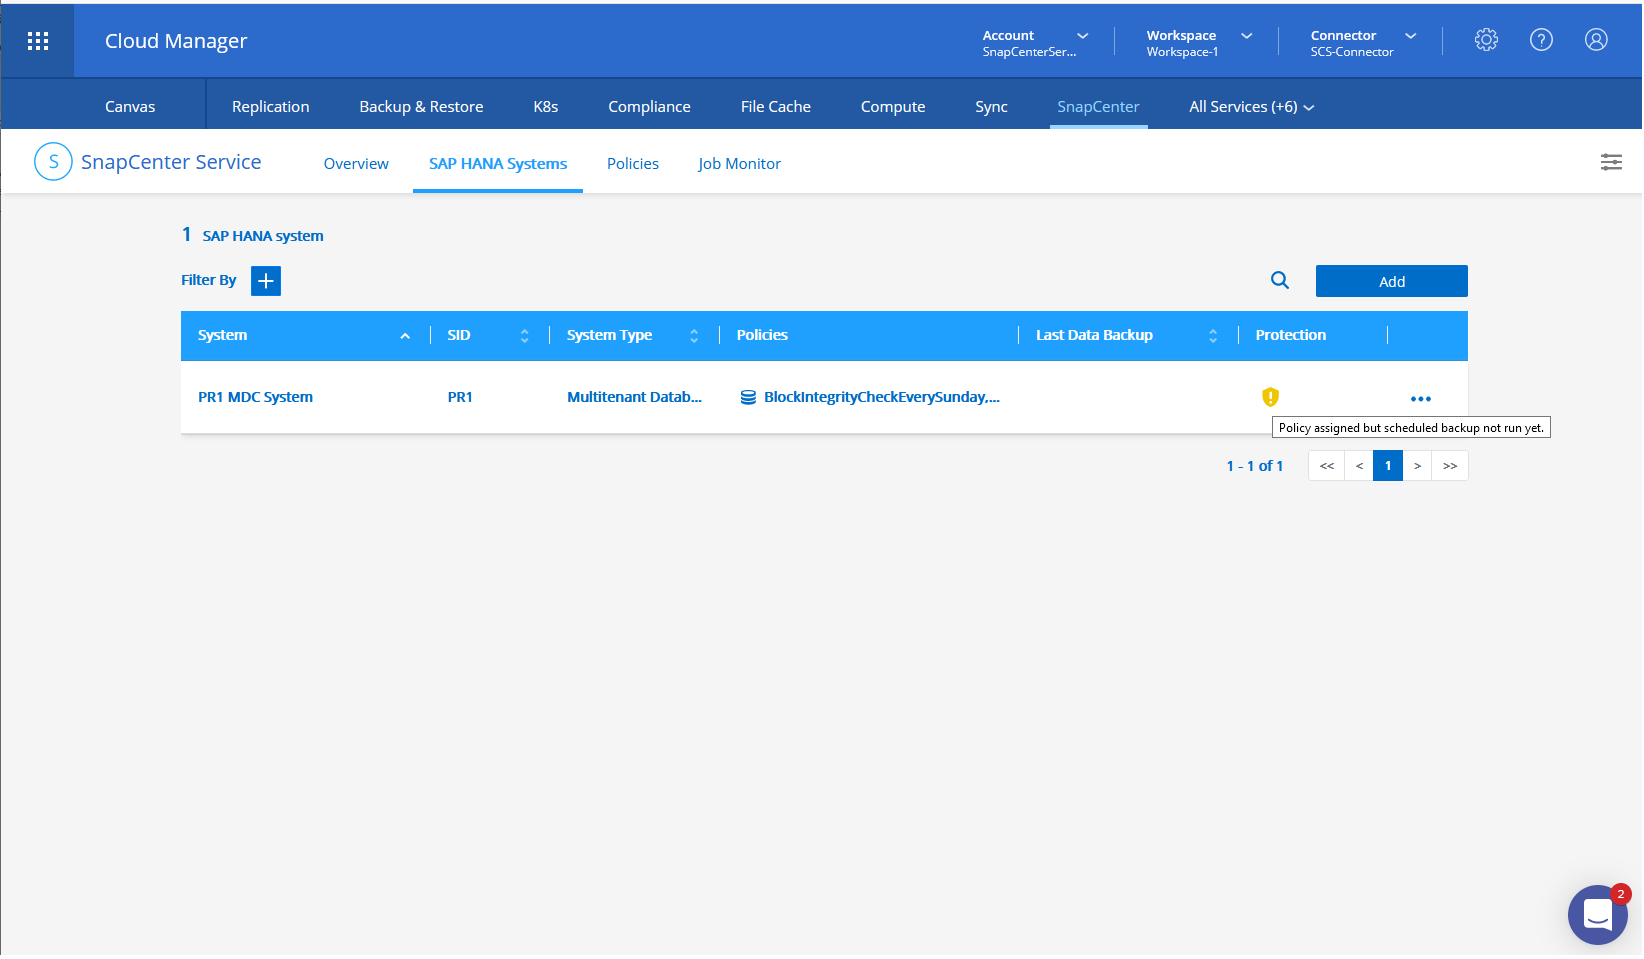 Cloud Manager
Account
SnapCenterSer...
Workspace
Workspace-1
Connector
SCS-Connector
?
Canvas
Replication
Backup & Restore
K8s
Compliance
File Cache
Compute
Sync
SnapCenter
All Services (+6)
S
SnapCenter Service
Overview
SAP HANA Systems
Policies
Job Monitor
1 SAP HANA system
Filter By
+
Add
System
SID
System Type
Policies
Last Data Backup
Protection
PR1 MDC System
PR1
Multitenant Datab...
BlockIntegrityCheckEverySunday,...
Policy assigned but scheduled backup not run yet.
1 - 1 of 1
<<
<
1
>
>>
2